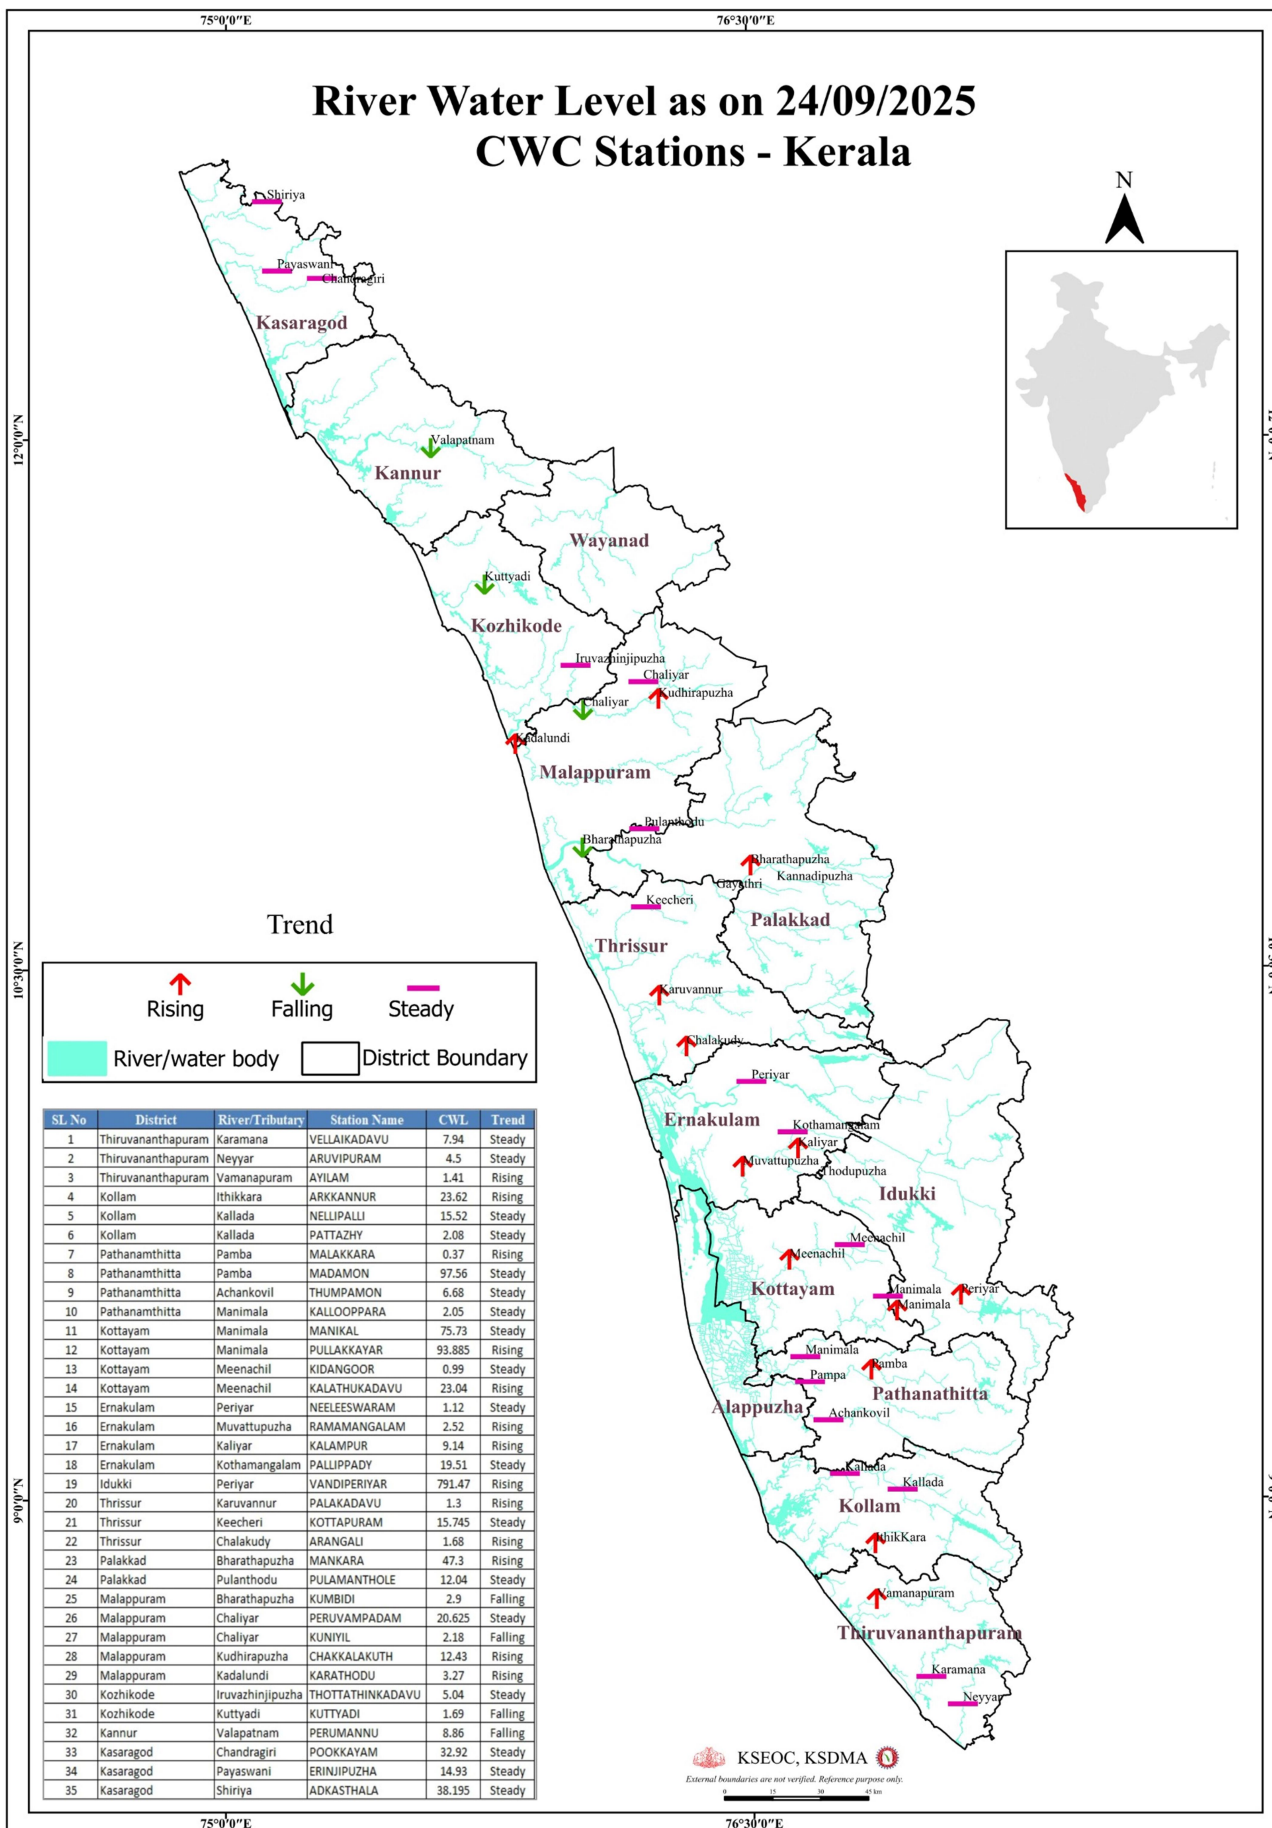 75°0'0"E 76°30'0"E
River Water Level as on 24/09/2025
CWC Stations - Kerala
N
Shiriya
Payaswani
Chandragiri
Kasaragod
12°0'0"N
Valapatnam
Kannur
Wayanad
Kuttyadi
Kozhikode
Iruvazhinjipuzha
Chaliyar
Kudhirapuzha
Chaliyar
Kadalundi
Malappuram
Pulanthodu
Bharathapuzha
Bharathapuzha
Kannadipuzha
Gayathri
Keecheri
Palakkad
Thrissur
10°30'0"N
Karuvannur
Chalakudy
Periyar
Ernakulam
Kothamangalam
Kaliyar
Muvattupuzha
Thodupuzha
Idukki
Meenachil
Meenachil
Kottayam
Manimala
Periyar
Manimala
Manimala
Pamba
Pampa
Pathanathitta
Alappuzha
Achankovil
Kallada
Kallada
9°0'0"N
Kollam
IthikKara
Vamanapuram
Thiruvananthapuram
Karamana
Neyyar
Trend
Rising Falling Steady
River/water body District Boundary
SL No District River/Tributary Station Name CWL Trend
1 Thiruvananthapuram Karamana VELLAIKADAVU 7.94 Steady
2 Thiruvananthapuram Neyyar ARUVIPURAM 4.5 Steady
3 Thiruvananthapuram Vamanapuram AYILAM 1.41 Rising
4 Kollam Ithikkara ARKKANNUR 23.62 Rising
5 Kollam Kallada NELLIPALLI 15.52 Steady
6 Kollam Kallada PATTAZHY 2.08 Steady
7 Pathanamthitta Pamba MALAKKARA 0.37 Rising
8 Pathanamthitta Pamba MADAMON 97.56 Steady
9 Pathanamthitta Achankovil THUMPAMON 6.68 Steady
10 Pathanamthitta Manimala KALLOOPPARA 2.05 Steady
11 Kottayam Manimala MANIKAL 75.73 Steady
12 Kottayam Manimala PULLAKKAYAR 93.885 Rising
13 Kottayam Meenachil KIDANGOOR 0.99 Steady
14 Kottayam Meenachil KALATHUKADAVU 23.04 Rising
15 Ernakulam Periyar NEELEESWARAM 1.12 Steady
16 Ernakulam Muvattupuzha RAMAMANGALAM 2.52 Rising
17 Ernakulam Kaliyar KALAMPUR 9.14 Rising
18 Ernakulam Kothamangalam PALLIPPADY 19.51 Steady
19 Idukki Periyar VANDIPERIYAR 791.47 Rising
20 Thrissur Karuvannur PALAKADAVU 1.3 Rising
21 Thrissur Keecheri KOTTAPURAM 15.745 Steady
22 Thrissur Chalakudy ARANGALI 1.68 Rising
23 Palakkad Bharathapuzha MANKARA 47.3 Rising
24 Palakkad Pulanthodu PULAMANTHOLE 12.04 Steady
25 Malappuram Bharathapuzha KUMBIDI 2.9 Falling
26 Malappuram Chaliyar PERUVAMPADAM 20.625 Steady
27 Malappuram Chaliyar KUNIYIL 2.18 Falling
28 Malappuram Kudhirapuzha CHAKKALAKUTH 12.43 Rising
29 Malappuram Kadalundi KARATHODU 3.27 Rising
30 Kozhikode Iruvazhinjipuzha THOTTATHINKADAVU 5.04 Steady
31 Kozhikode Kuttyadi KUTTYADI 1.69 Falling
32 Kannur Valapatnam PERUMANNU 8.86 Falling
33 Kasaragod Chandragiri POOKKAYAM 32.92 Steady
34 Kasaragod Payaswani ERINJIPUZHA 14.93 Steady
35 Kasaragod Shiriya ADKASTHALA 38.195 Steady
KSEOC, KSDMA
External boundaries are not verified. Reference purpose only.
0 15 30 45 km
75°0'0"E 76°30'0"E